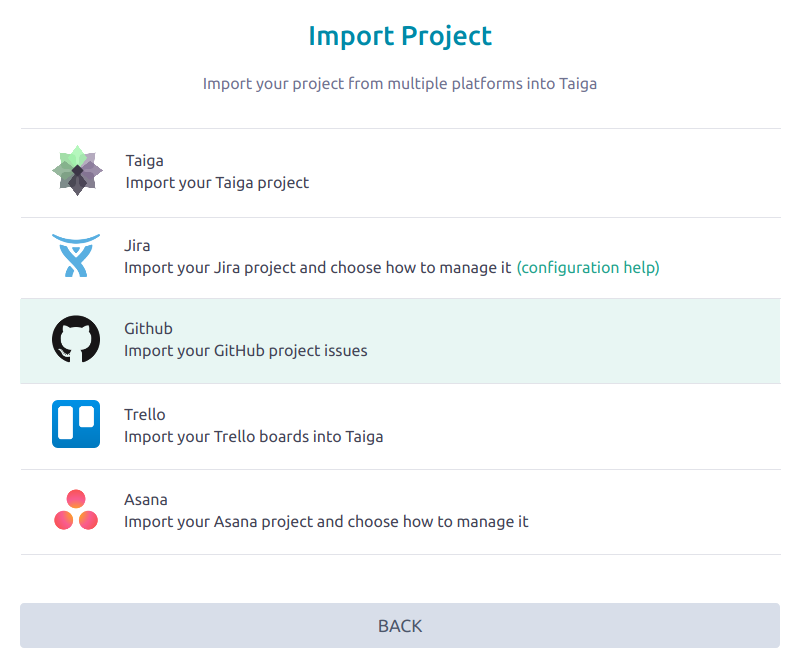 Import Project
Import your project from multiple platforms into Taiga
Taiga
Import your Taiga project
Jira
Import your Jira project and choose how to manage it (configuration help)
Github
Import your GitHub project issues
Trello
Import your Trello boards into Taiga
Asana
Import your Asana project and choose how to manage it
BACK